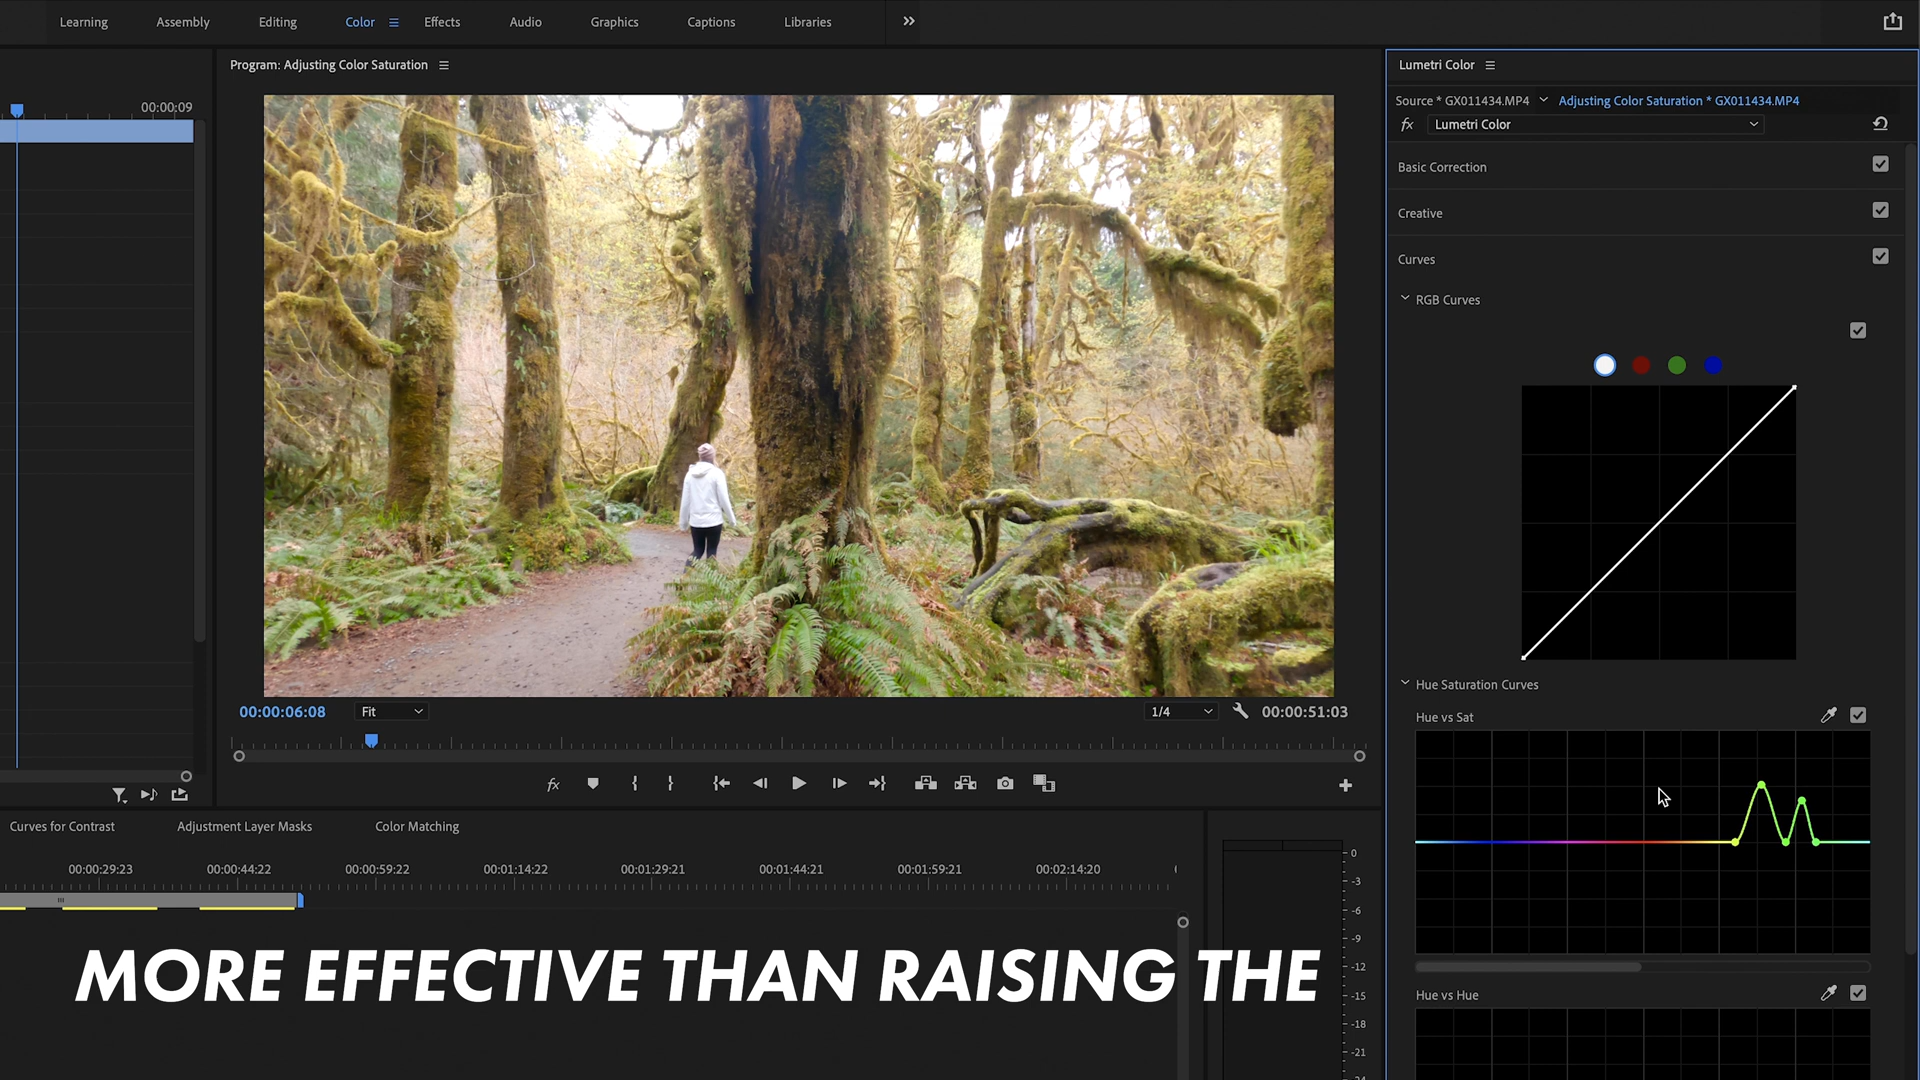 Learning Assembly Editing Color Effects Audio Graphics Captions Libraries
Program: Adjusting Color Saturation
Lumetri Color
00:00:09
Source * GX011434.MP4 Adjusting Color Saturation * GX011434.MP4
fx Lumetri Color
Basic Correction
Creative
Curves
RGB Curves
Hue Saturation Curves
Hue vs Sat
00:00:06:08 Fit 1/4 00:00:51:03
fx
Curves for Contrast Adjustment Layer Masks Color Matching
00:00:29:23 00:00:44:22 00:00:59:22 00:01:14:22 00:01:29:21 00:01:44:21 00:01:59:21 00:02:14:20
0
-3
-6
-9
-12
-15
-18
-21
MORE EFFECTIVE THAN RAISING THE
Hue vs Hue